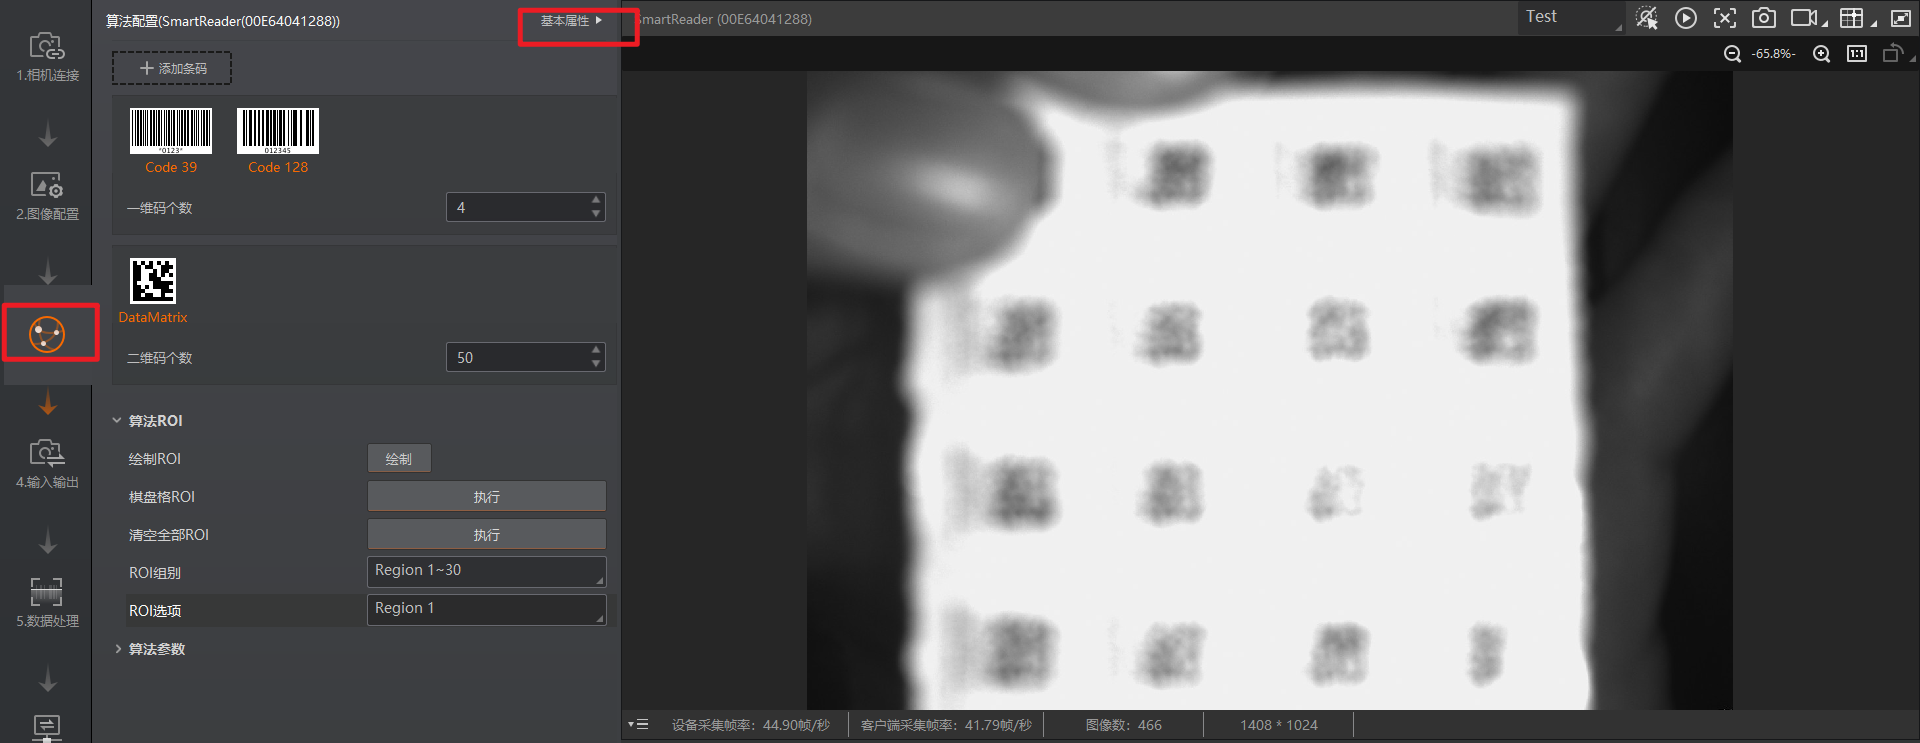 算法配置(SmartReader(00E64041288))
基本属性
SmartReader (00E64041288)
Test
-65.8%-
1:1
1.相机连接
2.图像配置
4.输入输出
5.数据处理
添加条码
*0123*
012345
Code 39
Code 128
一维码个数
4
DataMatrix
二维码个数
50
算法ROI
绘制ROI
绘制
棋盘格ROI
执行
清空全部ROI
执行
ROI组别
Region 1~30
ROI选项
Region 1
算法参数
设备采集帧率：44.90帧/秒
客户端采集帧率：41.79帧/秒
图像数：466
1408 * 1024